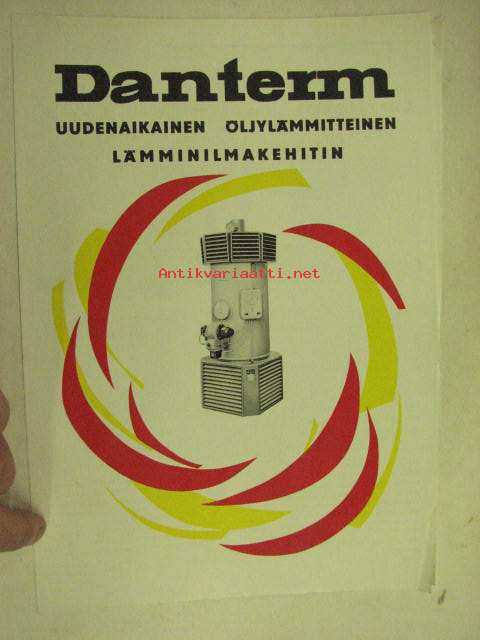 Danterm
UUDENAIKAINEN ÖLJYLÄMMITTEINEN
LÄMMINILMAKEHITIN
Antikvariaatti.net